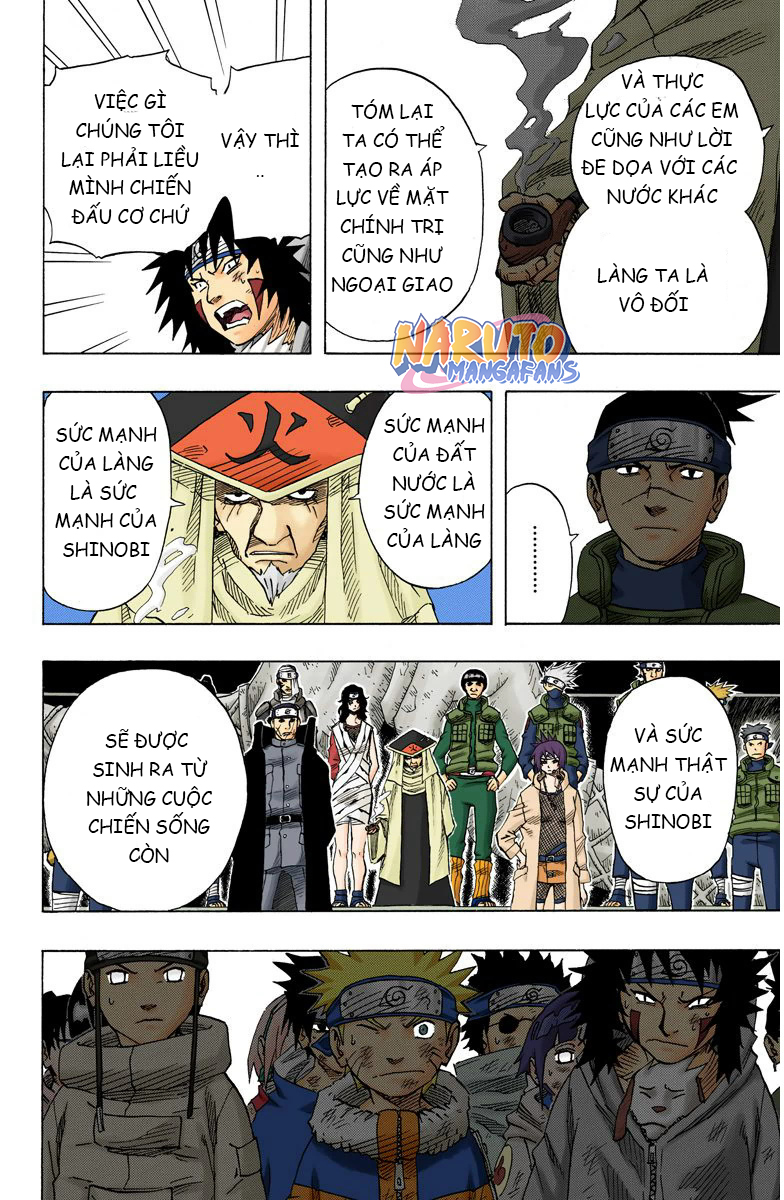 VÀ THỰC
LỰC CỦA CÁC EM
CŨNG NHƯ LỜI
ĐE DỌA VỚI CÁC
NƯỚC KHÁC
LÀNG TA LÀ
VÔ ĐỐI
TÓM LẠI
TA CÓ THỂ
TẠO RA ÁP
LỰC VỀ MẶT
CHÍNH TRỊ
CŨNG NHƯ
NGOẠI GIAO
VẬY THÌ
..
VIỆC GÌ
CHÚNG TÔI
LẠI PHẢI LIỀU
MÌNH CHIẾN
ĐẤU CƠ CHỨ
NARUTO
MANGAFANS
..........
SỨC MẠNH
CỦA ĐẤT
NƯỚC LÀ
SỨC MẠNH
CỦA LÀNG
火
SỨC MẠNH
CỦA LÀNG
LÀ SỨC
MẠNH CỦA
SHINOBI
VÀ SỨC
MẠNH THẬT
SỰ CỦA
SHINOBI
SẼ ĐƯỢC
SINH RA TỪ
NHỮNG CUỘC
CHIẾN SỐNG
CÒN